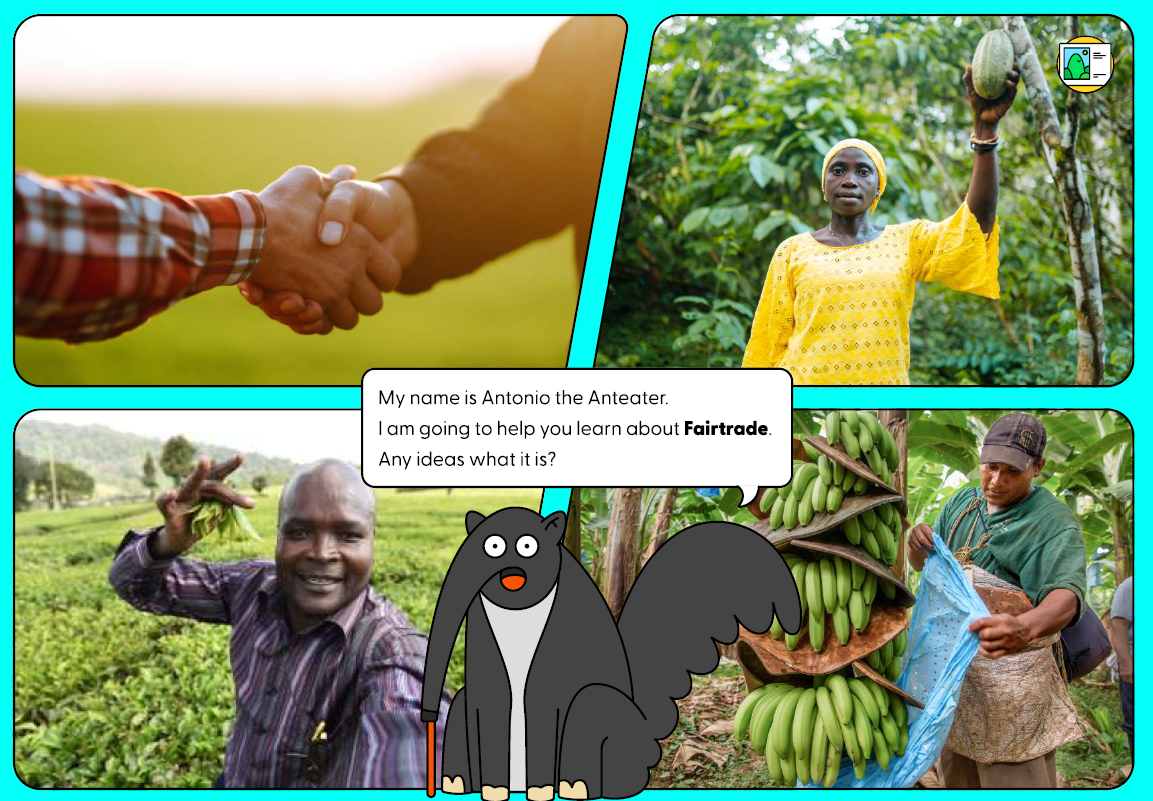 My name is Antonio the Anteater.
I am going to help you learn about Fairtrade.
Any ideas what it is?